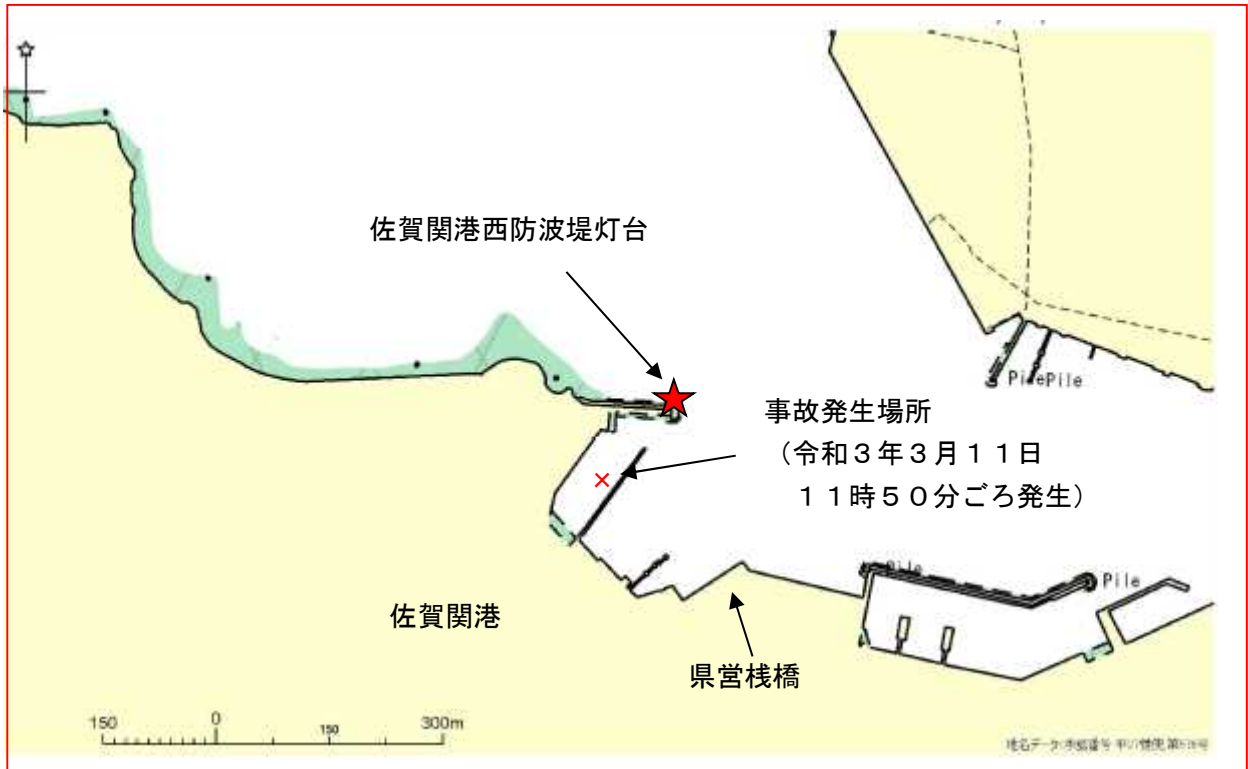 佐賀関港西防波堤灯台
PilePile
事故発生場所
（令和３年３月１１日
１１時５０分ごろ発生）
Pile
佐賀関港
県営桟橋
150 0 150 300m